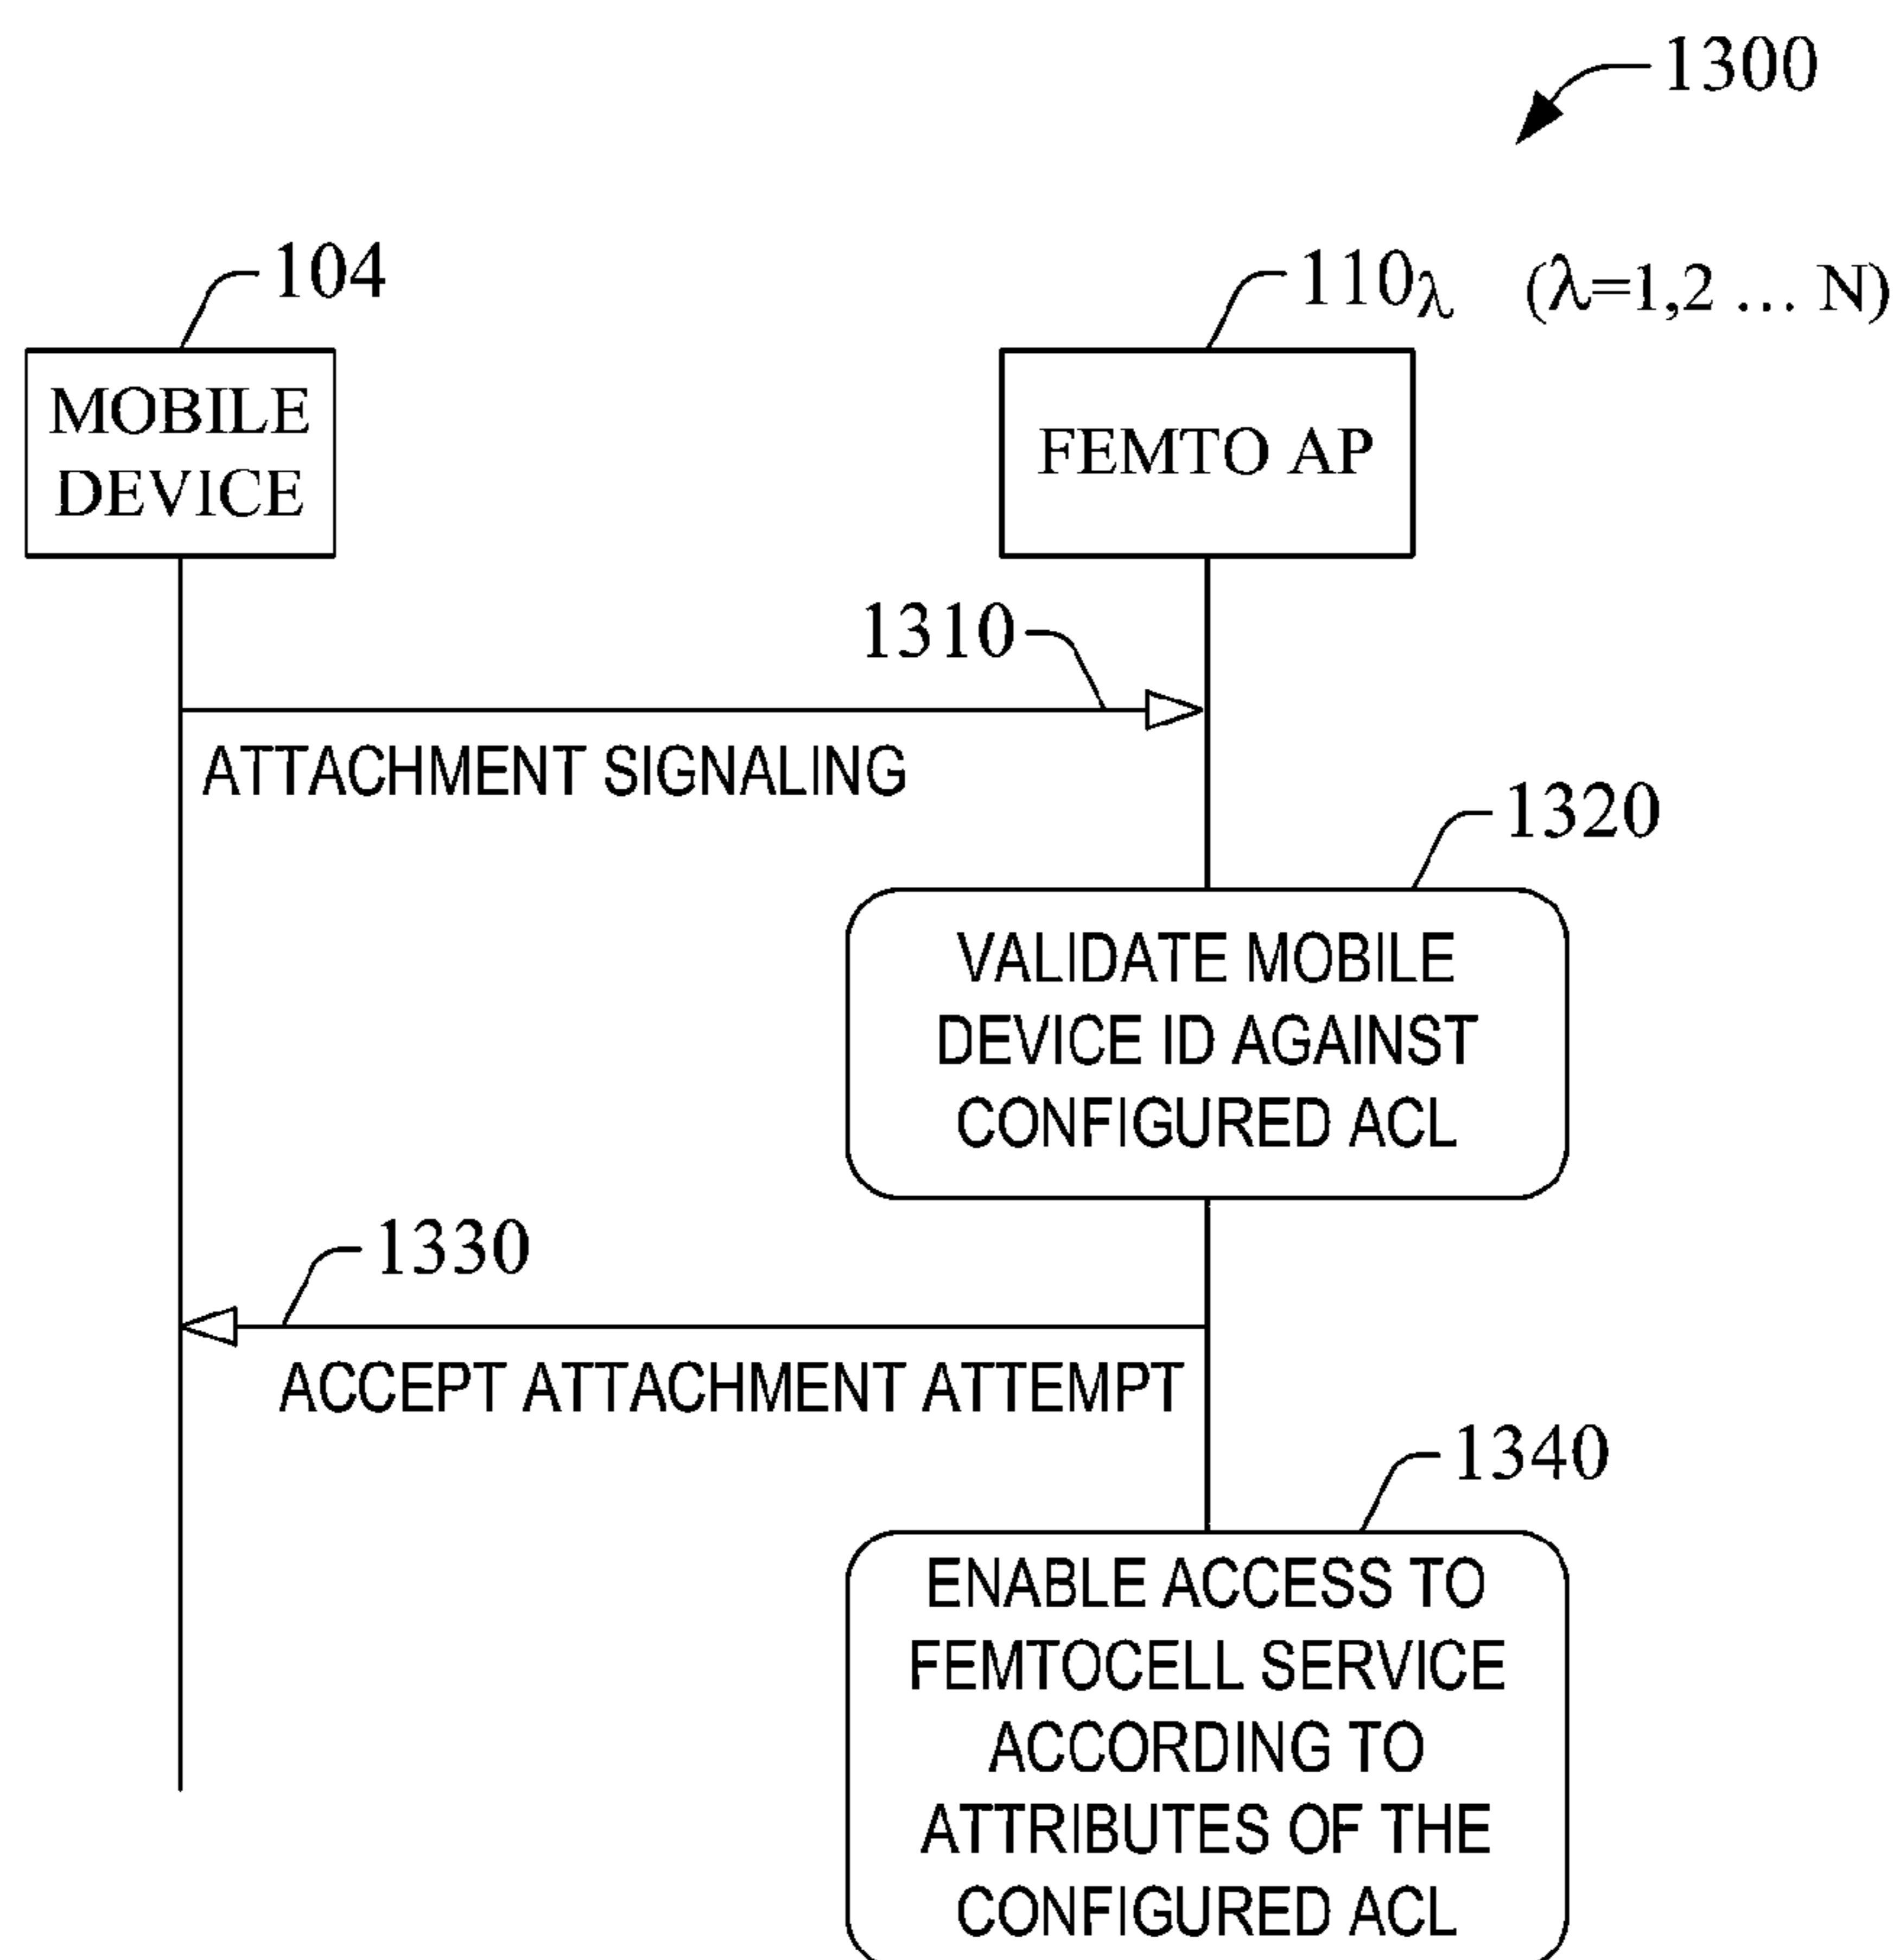 1300
104
110λ (λ=1,2 ... N)
MOBILE
DEVICE
FEMTO AP
1310
ATTACHMENT SIGNALING
1320
VALIDATE MOBILE
DEVICE ID AGAINST
CONFIGURED ACL
1330
ACCEPT ATTACHMENT ATTEMPT
1340
ENABLE ACCESS TO
FEMTOCELL SERVICE
ACCORDING TO
ATTRIBUTES OF THE
CONFIGURED ACL